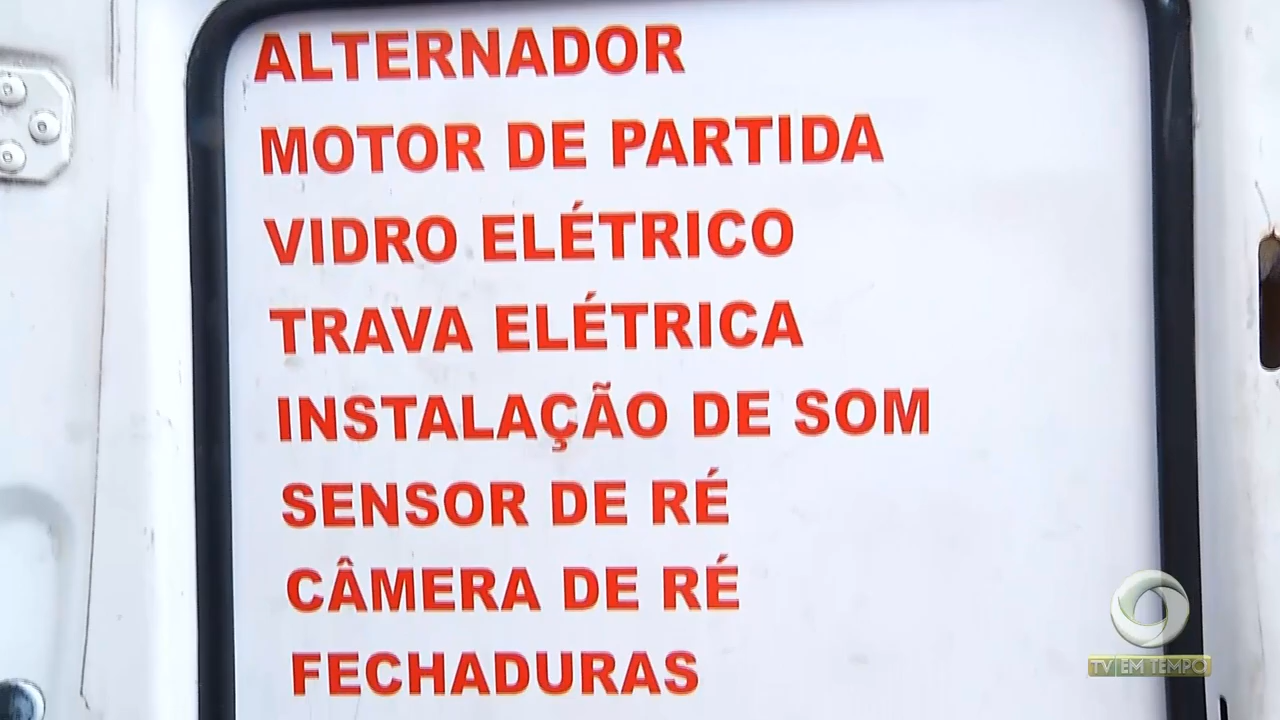 ALTERNADOR
MOTOR DE PARTIDA
VIDRO ELÉTRICO
TRAVA ELÉTRICA
INSTALAÇÃO DE SOM
SENSOR DE RÉ
CÂMERA DE RÉ
FECHADURAS
TV EM TEMPO